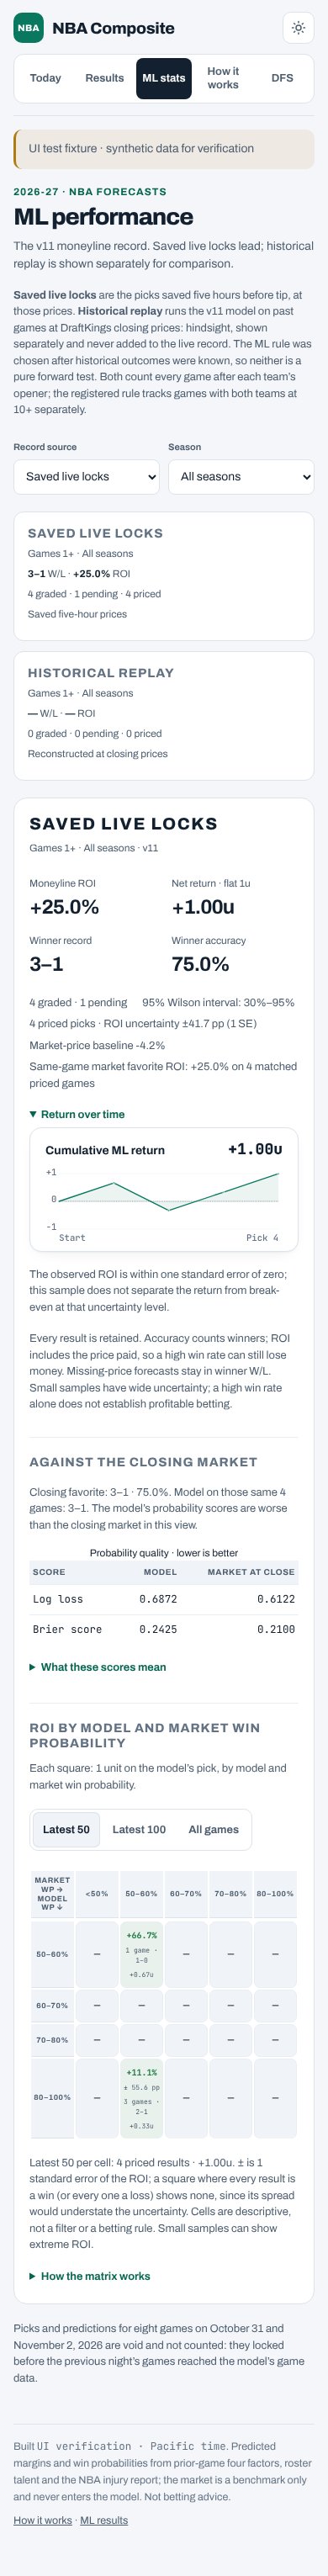 NBA NBA Composite
Today Results ML stats How it works DFS
UI test fixture · synthetic data for verification
2026-27 · NBA FORECASTS
ML performance
The v11 moneyline record. Saved live locks lead; historical
replay is shown separately for comparison.
Saved live locks are the picks saved five hours before tip, at
those prices. Historical replay runs the v11 model on past
games at DraftKings closing prices: hindsight, shown
separately and never added to the live record. The ML rule was
chosen after historical outcomes were known, so neither is a
pure forward test. Both count every game after each team's
opener; the registered rule tracks games with both teams at
10+ separately.
Record source Season
Saved live locks All seasons
SAVED LIVE LOCKS
Games 1+ · All seasons
3–1 W/L · +25.0% ROI
4 graded · 1 pending · 4 priced
Saved five-hour prices
HISTORICAL REPLAY
Games 1+ · All seasons
— W/L · — ROI
0 graded · 0 pending · 0 priced
Reconstructed at closing prices
SAVED LIVE LOCKS
Games 1+ · All seasons · v11
Moneyline ROI Net return · flat 1u
+25.0% +1.00u
Winner record Winner accuracy
3–1 75.0%
4 graded · 1 pending 95% Wilson interval: 30%–95%
4 priced picks · ROI uncertainty ±41.7 pp (1 SE)
Market-price baseline -4.2%
Same-game market favorite ROI: +25.0% on 4 matched
priced games
▼ Return over time
Cumulative ML return +1.00u
+1
0
-1
Start Pick 4
The observed ROI is within one standard error of zero;
this sample does not separate the return from break-
even at that uncertainty level.
Every result is retained. Accuracy counts winners; ROI
includes the price paid, so a high win rate can still lose
money. Missing-price forecasts stay in winner W/L.
Small samples have wide uncertainty; a high win rate
alone does not establish profitable betting.
AGAINST THE CLOSING MARKET
Closing favorite: 3–1 · 75.0%. Model on those same 4
games: 3–1. The model's probability scores are worse
than the closing market in this view.
Probability quality · lower is better
SCORE MODEL MARKET AT CLOSE
Log loss 0.6872 0.6122
Brier score 0.2425 0.2100
▶ What these scores mean
ROI BY MODEL AND MARKET WIN
PROBABILITY
Each square: 1 unit on the model's pick, by model and
market win probability.
Latest 50 Latest 100 All games
MARKET WP → MODEL WP ↓ <50% 50–60% 60–70% 70–80% 80–100%
50–60% — +66.7% 1 game · 1–0 +0.67u — — —
60–70% — — — — —
70–80% — — — — —
80–100% — +11.1% ± 55.6 pp 3 games · 2–1 +0.33u — — —
Latest 50 per cell: 4 priced results · +1.00u. ± is 1
standard error of the ROI; a square where every result is
a win (or every one a loss) shows none, since its spread
would understate the uncertainty. Cells are descriptive,
not a filter or a betting rule. Small samples can show
extreme ROI.
▶ How the matrix works
Picks and predictions for eight games on October 31 and
November 2, 2026 are void and not counted: they locked
before the previous night's games reached the model's game
data.
Built UI verification · Pacific time. Predicted
margins and win probabilities from prior-game four factors, roster
talent and the NBA injury report; the market is a benchmark only
and never enters the model. Not betting advice.
How it works · ML results